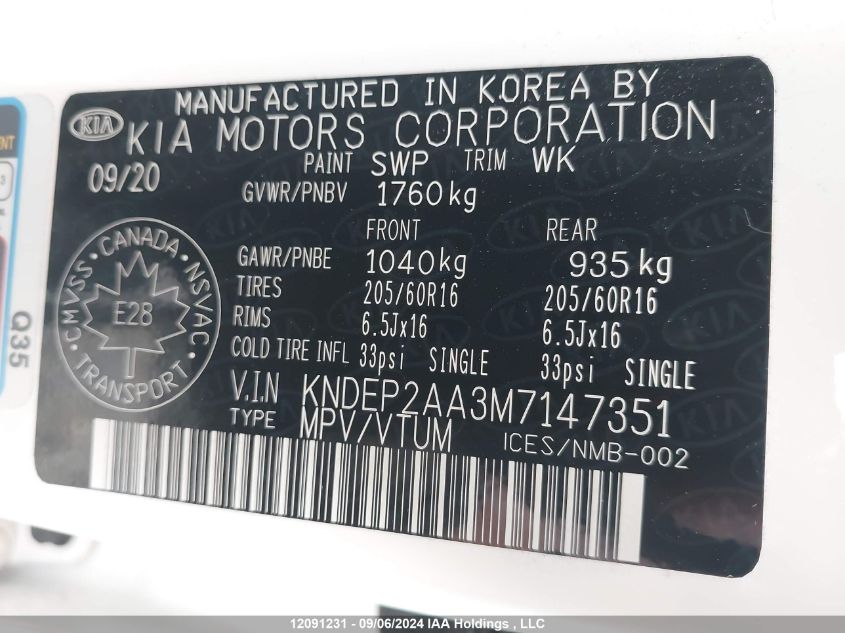 MANUFACTURED IN KOREA BY
KIA
KIA MOTORS CORPORATION
09/20
PAINT SWP TRIM WK
GVWR/PNBV 1760kg
FRONT REAR
GAWR/PNBE 1040kg 935kg
TIRES 205/60R16 205/60R16
RIMS 6.5Jx16 6.5Jx16
COLD TIRE INFL 33psi SINGLE 33psi SINGLE
CMVSS · CANADA · NSVAC
E28
· TRANSPORT ·
V.I.N KNDEP2AA3M7147351
TYPE MPV/VTUM ICES/NMB-002
Q35
12091231 - 09/06/2024 IAA Holdings , LLC